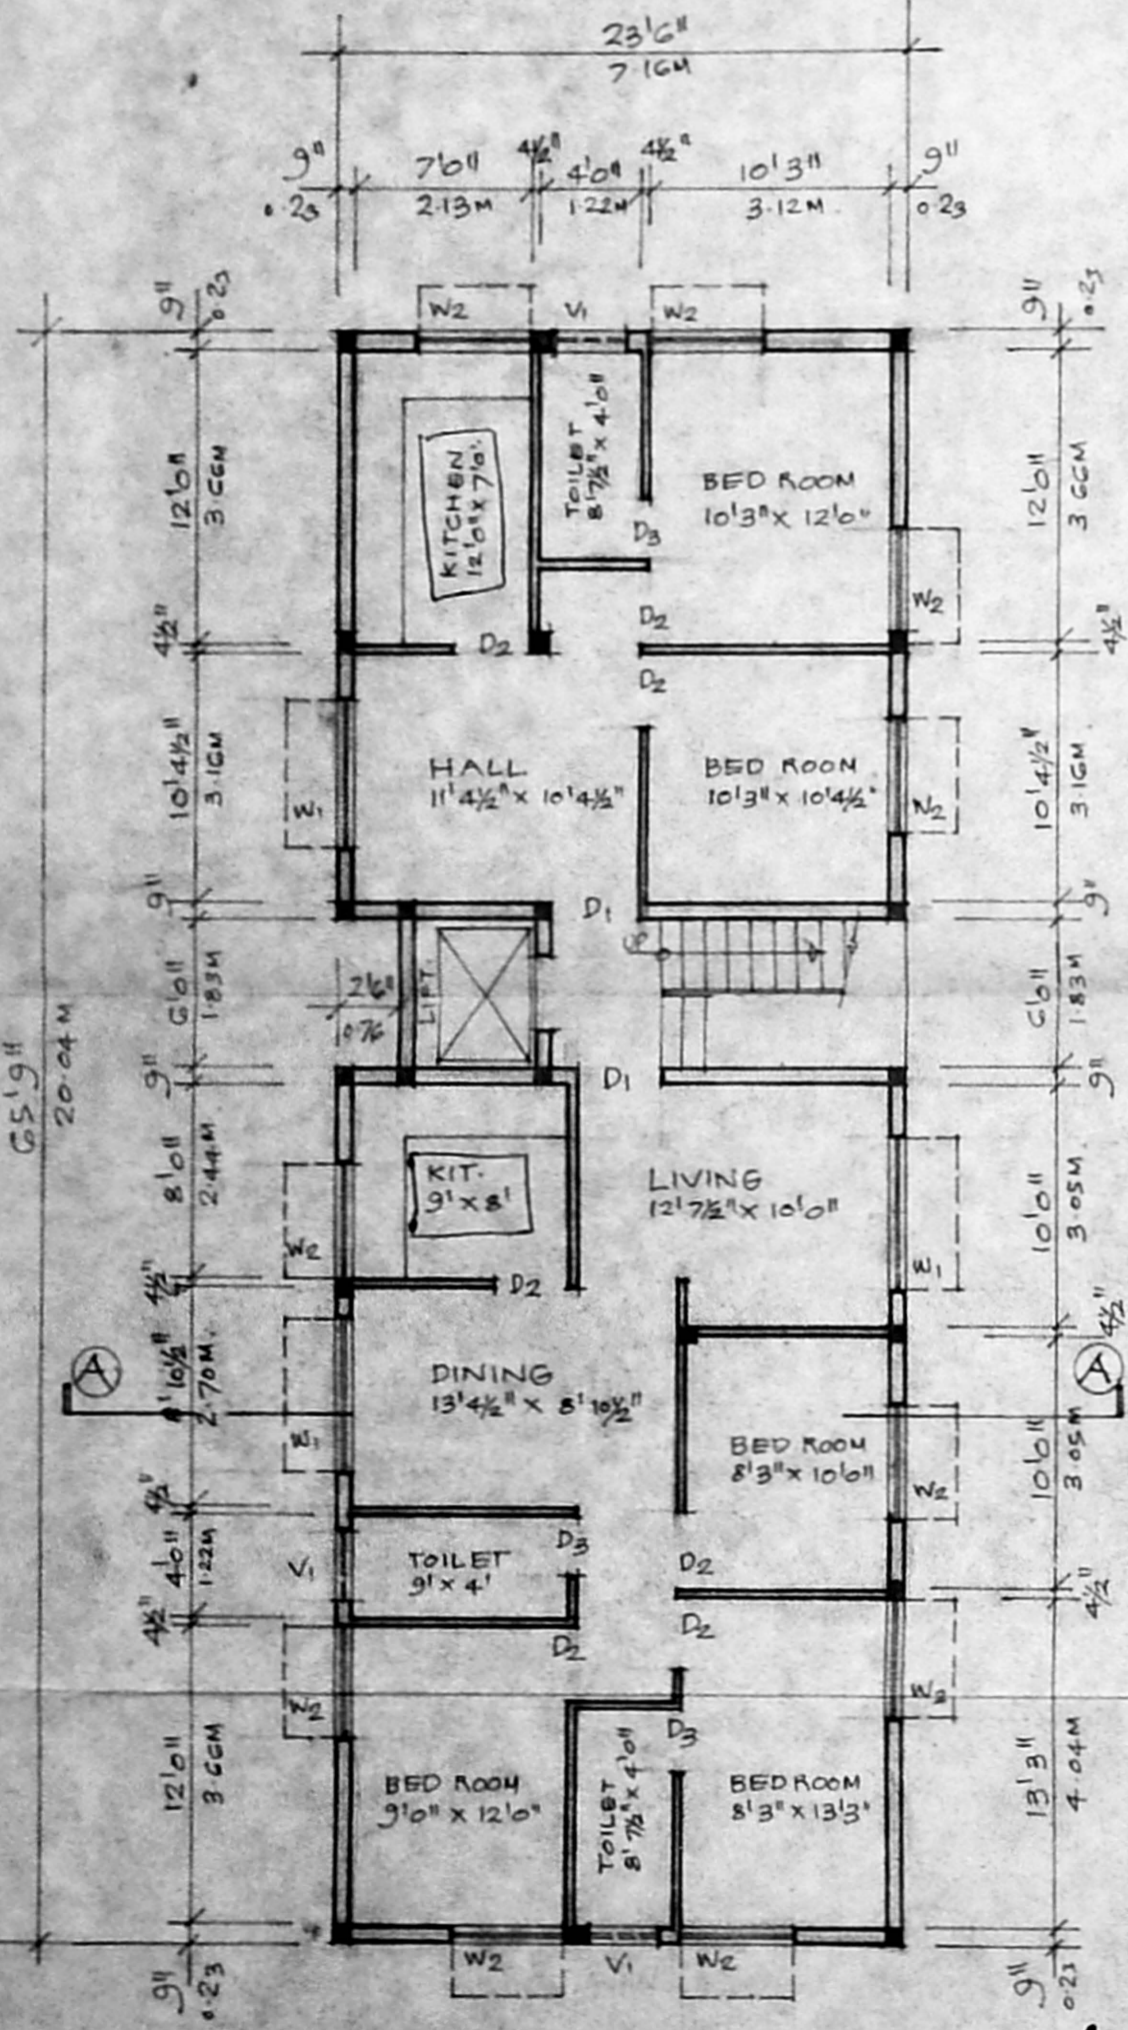 23'6"
7.16M
9"
7'0"
4½"
4'0"
4½"
10'3"
9"
0.23
2.13M
1.22M
3.12M.
0.23
9"
0.23
W2
V1
W2
9"
0.23
12'0"
3.66M
KITCHEN
12'0" x 7'0".
TOILET
8'7½" x 4'0"
BED ROOM
10'3" x 12'0"
D3
12'0"
3.66M
W2
4½"
D2
D2
4½"
D2
10'4½"
3.16M
W1
HALL
11'4½" x 10'4½"
BED ROOM
10'3" x 10'4½"
W2
10'4½"
3.16M
9"
D1
9"
6'0"
1.83M
2'6"
0.76
LIFT.
6'0"
1.83M
65'9"
20.04M
9"
D1
9"
8'0"
2.44M.
KIT.
9' x 8'
LIVING
12'7½" x 10'0"
10'0"
3.05M
W2
W1
4½"
D2
4½"
A
8'10½"
2.70M.
W1
DINING
13'4½" x 8'10½"
BED ROOM
8'3" x 10'0"
W2
A
10'0"
3.05M
4½"
4'0"
1.22M
V1
TOILET
9' x 4'
D3
D2
4½"
4½"
D2
D2
W2
W2
D3
12'0"
3.66M
BED ROOM
9'0" x 12'0"
TOILET
8'7½" x 4'0"
BED ROOM
8'3" x 13'3"
13'3"
4.04M
W2
V1
W2
9"
0.23
9"
0.23